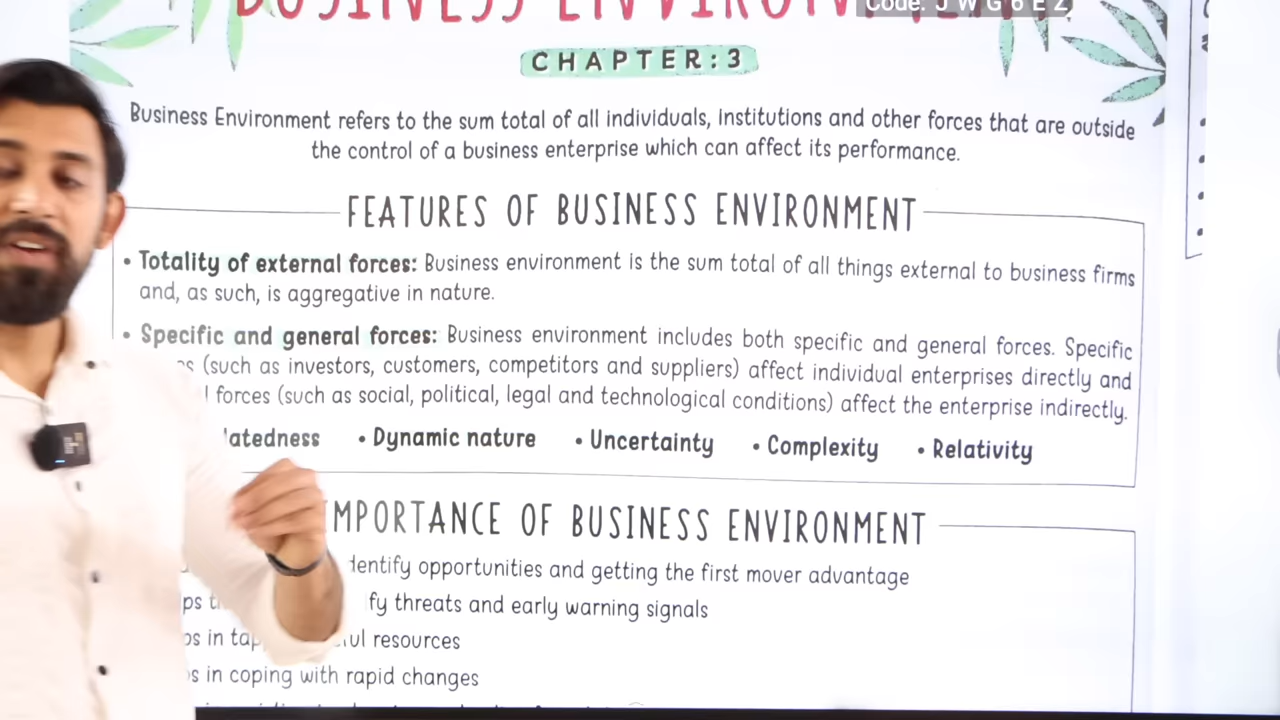 BUSINESS ENVIRONMENT
Code: J W G 6 E Z
CHAPTER:3
Business Environment refers to the sum total of all individuals, institutions and other forces that are outside
the control of a business enterprise which can affect its performance.
FEATURES OF BUSINESS ENVIRONMENT
• Totality of external forces: Business environment is the sum total of all things external to business firms
and, as such, is aggregative in nature.
• Specific and general forces: Business environment includes both specific and general forces. Specific
(such as investors, customers, competitors and suppliers) affect individual enterprises directly and
forces (such as social, political, legal and technological conditions) affect the enterprise indirectly.
latedness • Dynamic nature • Uncertainty • Complexity • Relativity
IMPORTANCE OF BUSINESS ENVIRONMENT
identify opportunities and getting the first mover advantage
fy threats and early warning signals
in resources
in coping with rapid changes